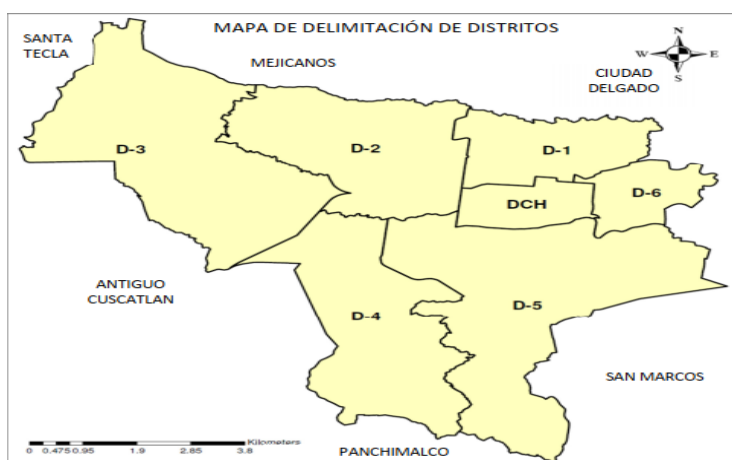 MAPA DE DELIMITACIÓN DE DISTRITOS
SANTA
TECLA
MEJICANOS
N
W E
S
CIUDAD
DELGADO
D-3
D-2
D-1
D-6
DCH
ANTIGUO
CUSCATLAN
D-4
D-5
SAN MARCOS
PANCHIMALCO
Kilometers
0 0.475 0.95 1.9 2.85 3.8